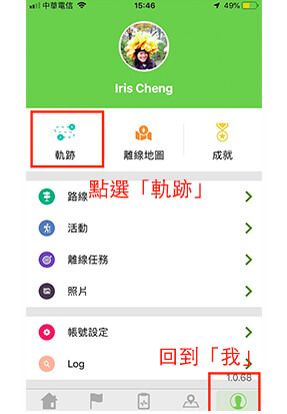 中華電信
15:46
49%
Iris Cheng
軌跡
離線地圖
成就
點選「軌跡」
路線
活動
離線任務
照片
帳號設定
回到「我」
Log
1.0.68